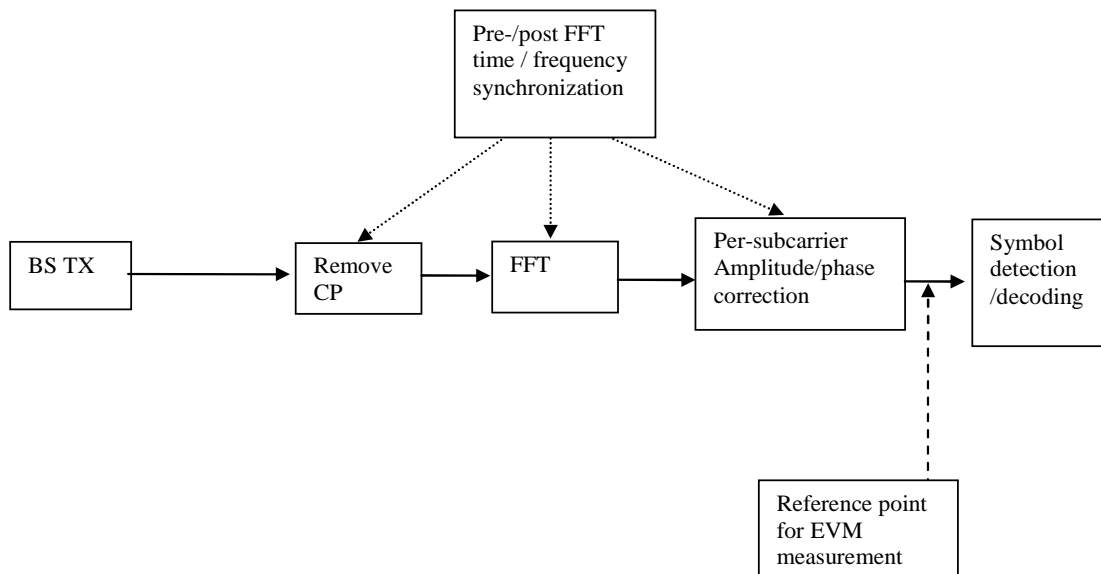 Pre-/post FFT
time / frequency
synchronization
BS TX
Remove
CP
FFT
Per-subcarrier
Amplitude/phase
correction
Symbol
detection
/decoding
Reference point
for EVM
measurement